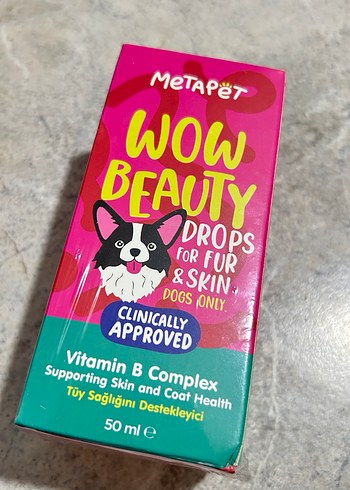 METAPET
WOW
BEAUTY
DROPS
FOR FUR
& SKIN
DOGS ONLY
CLINICALLY
APPROVED
Vitamin B Complex
Supporting Skin and Coat Health
Tüy Sağlığını Destekleyici
50 ml ℮